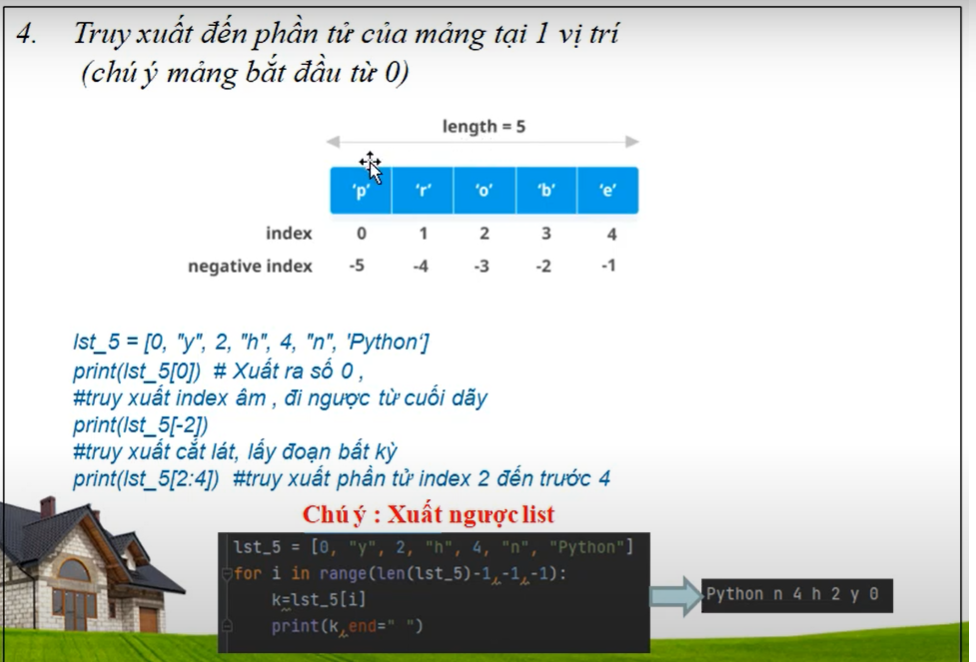 4. Truy xuất đến phần tử của mảng tại 1 vị trí
(chú ý mảng bắt đầu từ 0)
length = 5
'p' 'r' 'o' 'b' 'e'
index 0 1 2 3 4
negative index -5 -4 -3 -2 -1
lst_5 = [0, "y", 2, "h", 4, "n", 'Python']
print(lst_5[0]) # Xuất ra số 0 ,
#truy xuất index âm , đi ngược từ cuối dãy
print(lst_5[-2])
#truy xuất cắt lát, lấy đoạn bất kỳ
print(lst_5[2:4]) #truy xuất phần tử index 2 đến trước 4
Chú ý : Xuất ngược list
lst_5 = [0, "y", 2, "h", 4, "n", "Python"]
for i in range(len(lst_5)-1,-1,-1):
k=lst_5[i]
print(k,end=" ")
Python n 4 h 2 y 0